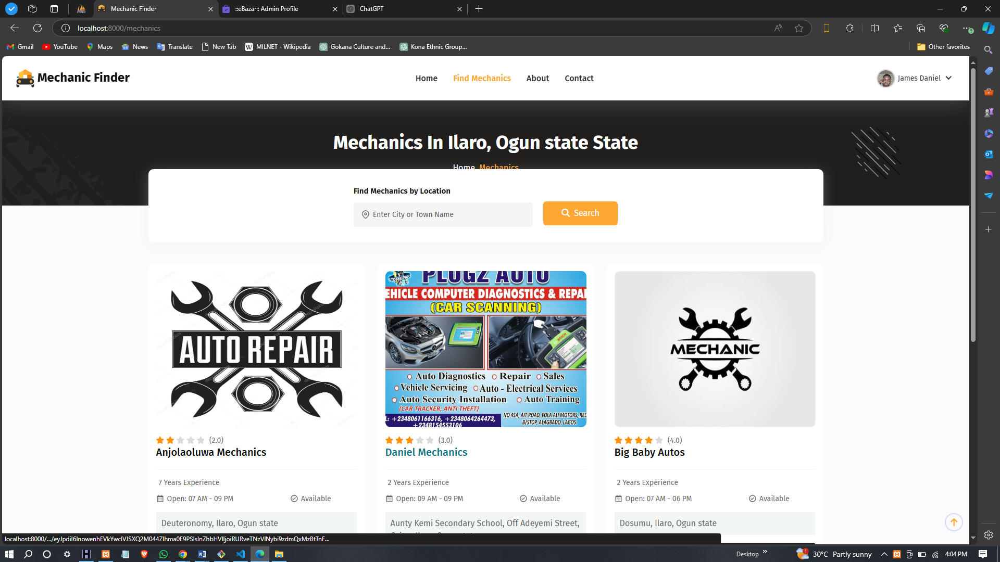 Mechanic Finder
::eBazar:: Admin Profile
ChatGPT
localhost:8000/mechanics
Gmail
YouTube
Maps
News
Translate
New Tab
MILNET - Wikipedia
Gokana Culture and...
Kona Ethnic Group...
Other favorites
Mechanic Finder
Home
Find Mechanics
About
Contact
James Daniel
Mechanics In Ilaro, Ogun state State
Home Mechanics
Find Mechanics by Location
Enter City or Town Name
Search
AUTO REPAIR
(2.0)
Anjolaoluwa Mechanics
7 Years Experience
Open: 07 AM - 09 PM
Available
Deuteronomy, Ilaro, Ogun state
PLUGZ AUTO
EHICLE COMPUTER DIAGNOSTICS & REPAI
(CAR SCANNING)
Auto Diagnostics Repair Sales
Vehicle Servicing Auto - Electrical Services
Auto Security Installation Auto Training
(CAR TRACKER, ANTI THEFT)
: +2348061166316, +2348064264473,
+2348154553106
NO 45A, AIT ROAD, FOLA ALI MOTORS, RED
B/STOP, ALAGBADO, LAGOS.
(3.0)
Daniel Mechanics
2 Years Experience
Open: 09 AM - 09 PM
Available
Aunty Kemi Secondary School, Off Adeyemi Street,
MECHANIC
(4.0)
Big Baby Autos
2 Years Experience
Open: 07 AM - 06 PM
Available
Dosumu, Ilaro, Ogun state
Desktop
30°C Partly sunny
4:04 PM